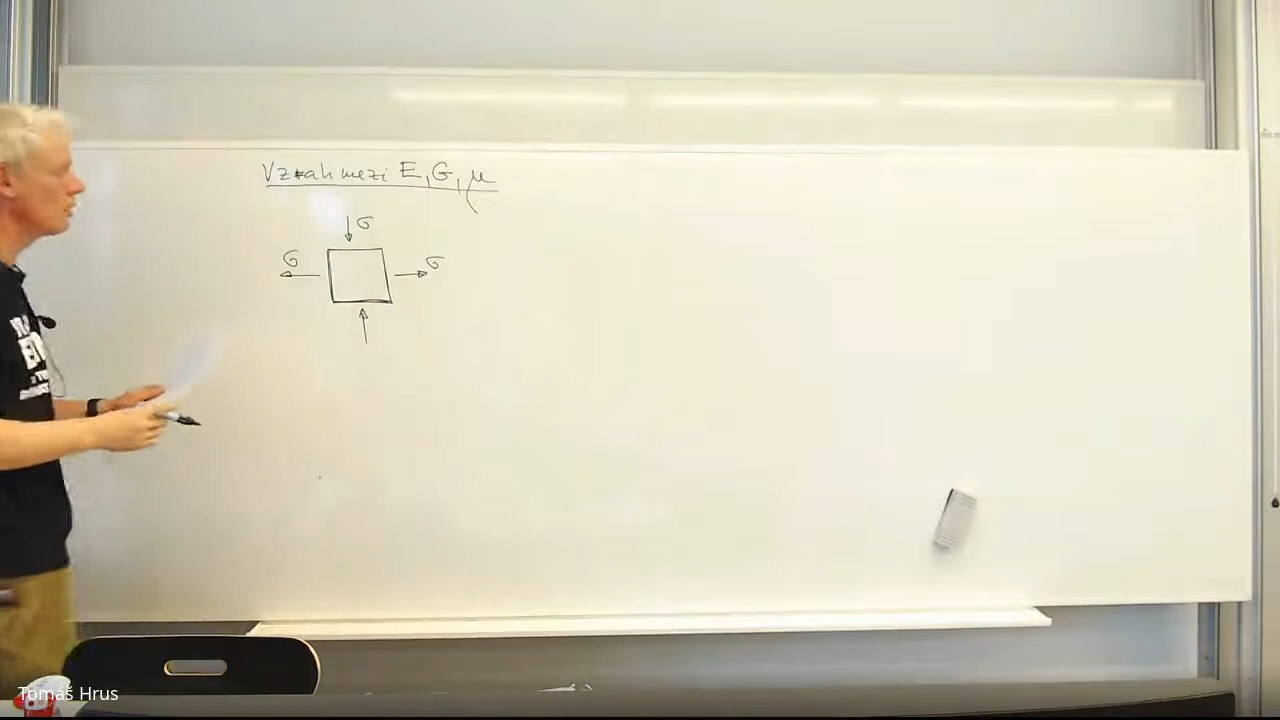 Vztah mezi E, G, μ
σ
σ
σ
Tomáš Hrus